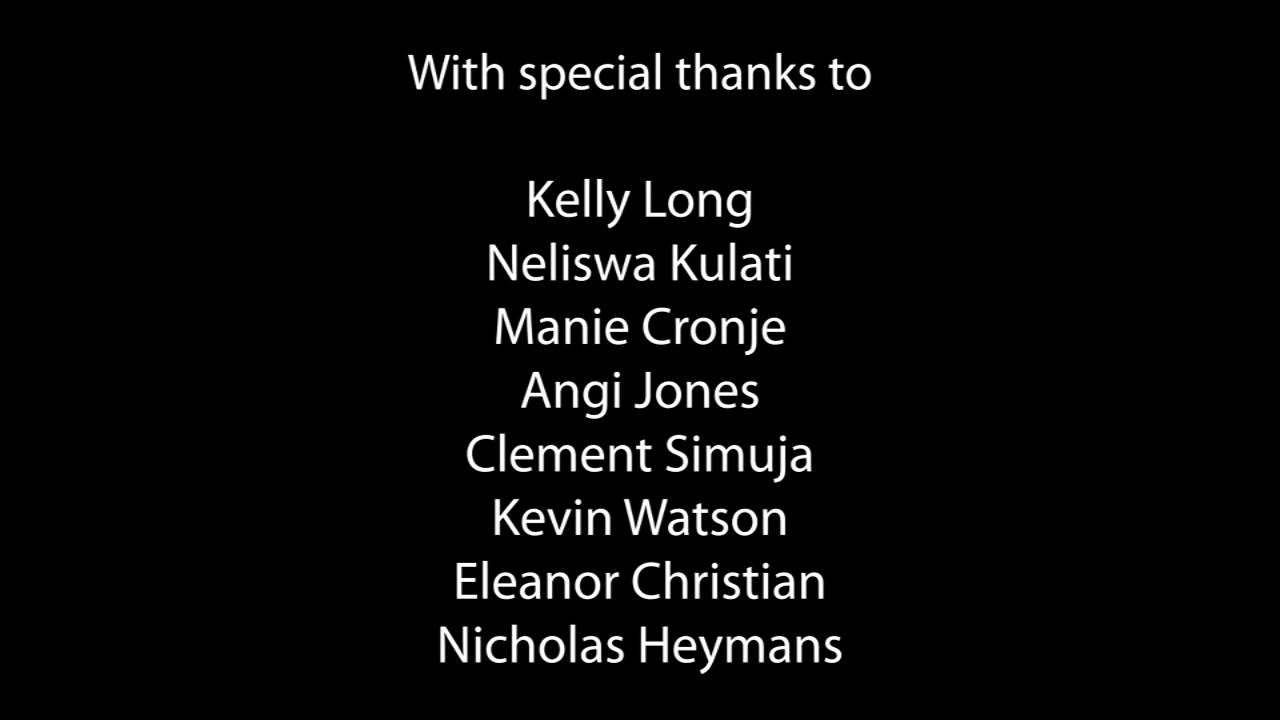 With special thanks to
Kelly Long
Neliswa Kulati
Manie Cronje
Angi Jones
Clement Simuja
Kevin Watson
Eleanor Christian
Nicholas Heymans